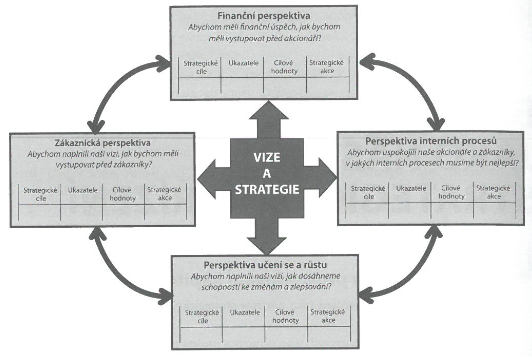 Finanční perspektiva
Abychom měli finanční úspěch, jak bychom
měli vystupovat před akcionáři?
Strategické cíle
Ukazatele
Cílové hodnoty
Strategické akce
Zákaznická perspektiva
Abychom naplnili naši vizi, jak bychom měli
vystupovat před zákazníky?
Strategické cíle
Ukazatele
Cílové hodnoty
Strategické akce
VIZE
A
STRATEGIE
Perspektiva interních procesů
Abychom uspokojili naše akcionáře a zákazníky,
v jakých interních procesech musíme být nejlepší?
Strategické cíle
Ukazatele
Cílové hodnoty
Strategické akce
Perspektiva učení se a růstu
Abychom naplnili naši vizi, jak dosáhneme
schopností ke změnám a zlepšování?
Strategické cíle
Ukazatele
Cílové hodnoty
Strategické akce